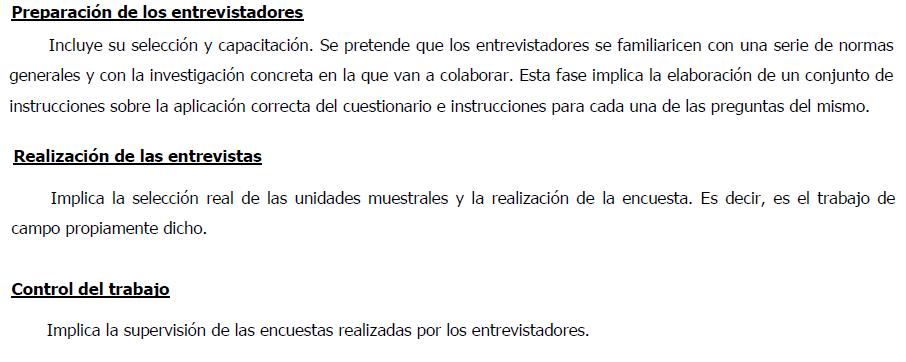 Preparación de los entrevistadores
Incluye su selección y capacitación. Se pretende que los entrevistadores se familiaricen con una serie de normas
generales y con la investigación concreta en la que van a colaborar. Esta fase implica la elaboración de un conjunto de
instrucciones sobre la aplicación correcta del cuestionario e instrucciones para cada una de las preguntas del mismo.
Realización de las entrevistas
Implica la selección real de las unidades muestrales y la realización de la encuesta. Es decir, es el trabajo de
campo propiamente dicho.
Control del trabajo
Implica la supervisión de las encuestas realizadas por los entrevistadores.